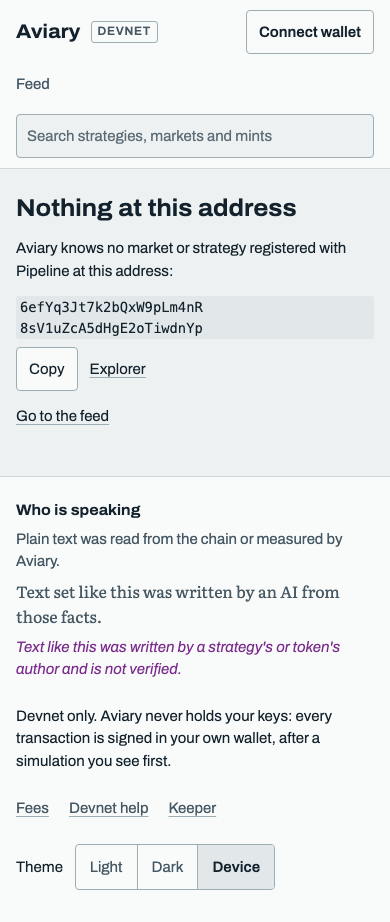 Aviary DEVNET Connect wallet
Feed
Search strategies, markets and mints
Nothing at this address
Aviary knows no market or strategy registered with
Pipeline at this address:
6efYq3Jt7k2bQxW9pLm4nR
8sV1uZcA5dHgE2oTiwdnYp
Copy Explorer
Go to the feed
Who is speaking
Plain text was read from the chain or measured by
Aviary.
Text set like this was written by an AI from
those facts.
Text like this was written by a strategy's or token's
author and is not verified.
Devnet only. Aviary never holds your keys: every
transaction is signed in your own wallet, after a
simulation you see first.
Fees Devnet help Keeper
Theme Light Dark Device